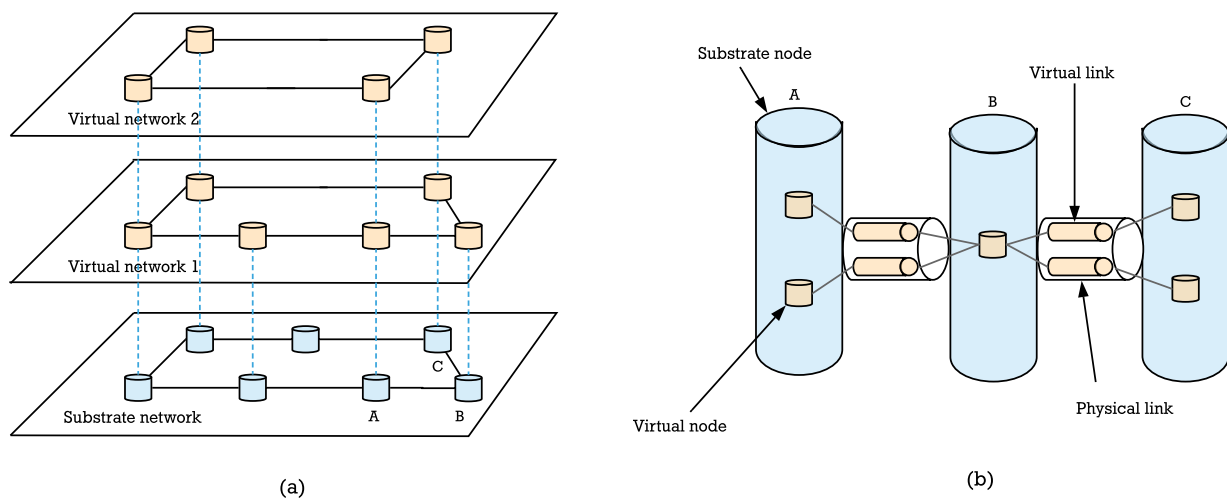 Virtual network 2
Virtual network 1
C
Substrate network
A
B
(a)
Substrate node
Virtual link
A
B
C
Physical link
Virtual node
(b)